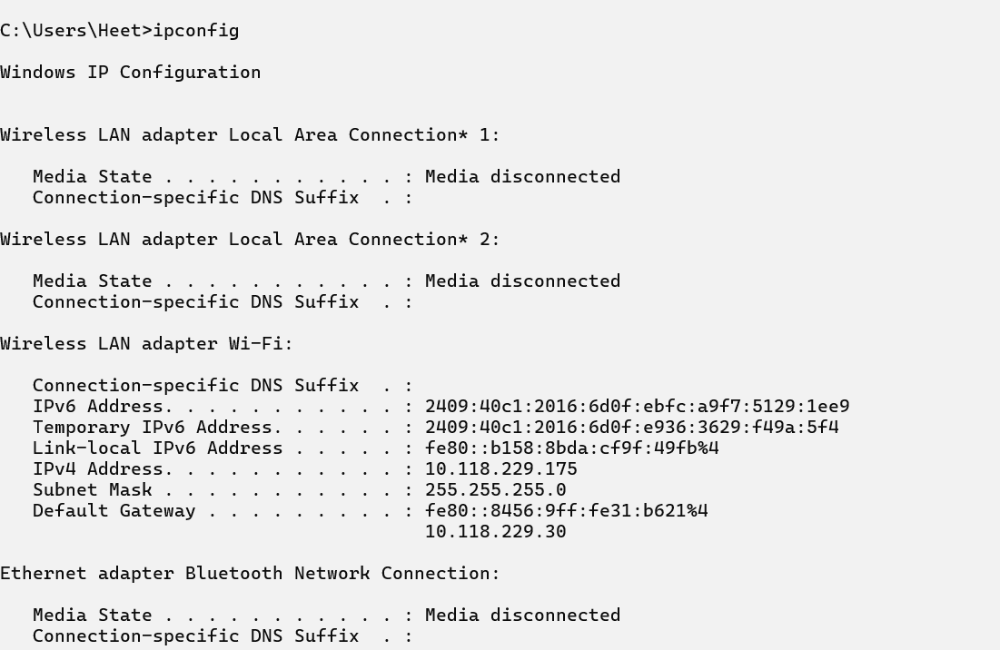 C:\Users\Heet>ipconfig
Windows IP Configuration
Wireless LAN adapter Local Area Connection* 1:
   Media State . . . . . . . . . . . : Media disconnected
   Connection-specific DNS Suffix  . :
Wireless LAN adapter Local Area Connection* 2:
   Media State . . . . . . . . . . . : Media disconnected
   Connection-specific DNS Suffix  . :
Wireless LAN adapter Wi-Fi:
   Connection-specific DNS Suffix  . :
   IPv6 Address. . . . . . . . . . . : 2409:40c1:2016:6d0f:ebfc:a9f7:5129:1ee9
   Temporary IPv6 Address. . . . . . : 2409:40c1:2016:6d0f:e936:3629:f49a:5f4
   Link-local IPv6 Address . . . . . : fe80::b158:8bda:cf9f:49fb%4
   IPv4 Address. . . . . . . . . . . : 10.118.229.175
   Subnet Mask . . . . . . . . . . . : 255.255.255.0
   Default Gateway . . . . . . . . . : fe80::8456:9ff:fe31:b621%4
                                       10.118.229.30
Ethernet adapter Bluetooth Network Connection:
   Media State . . . . . . . . . . . : Media disconnected
   Connection-specific DNS Suffix  . :